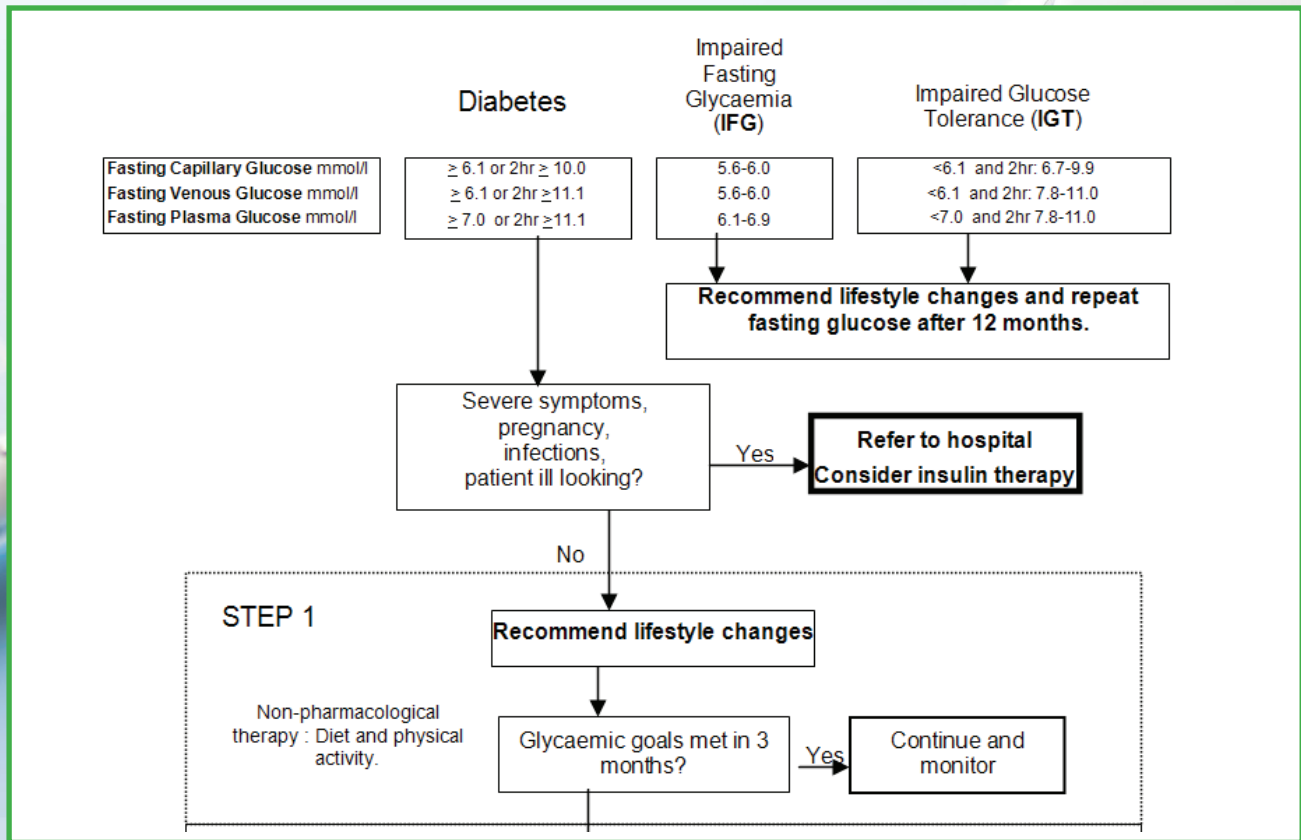 Diabetes
Impaired
Fasting
Glycaemia
(IFG)
Impaired Glucose
Tolerance (IGT)
Fasting Capillary Glucose mmol/l
≥ 6.1 or 2hr ≥ 10.0
5.6-6.0
<6.1 and 2hr: 6.7-9.9
Fasting Venous Glucose mmol/l
≥ 6.1 or 2hr ≥11.1
5.6-6.0
<6.1 and 2hr: 7.8-11.0
Fasting Plasma Glucose mmol/l
≥ 7.0 or 2hr ≥11.1
6.1-6.9
<7.0 and 2hr 7.8-11.0
Recommend lifestyle changes and repeat
fasting glucose after 12 months.
Severe symptoms,
pregnancy,
infections,
patient ill looking?
Yes
Refer to hospital
Consider insulin therapy
No
STEP 1
Recommend lifestyle changes
Non-pharmacological
therapy : Diet and physical
activity.
Glycaemic goals met in 3
months?
Yes
Continue and
monitor